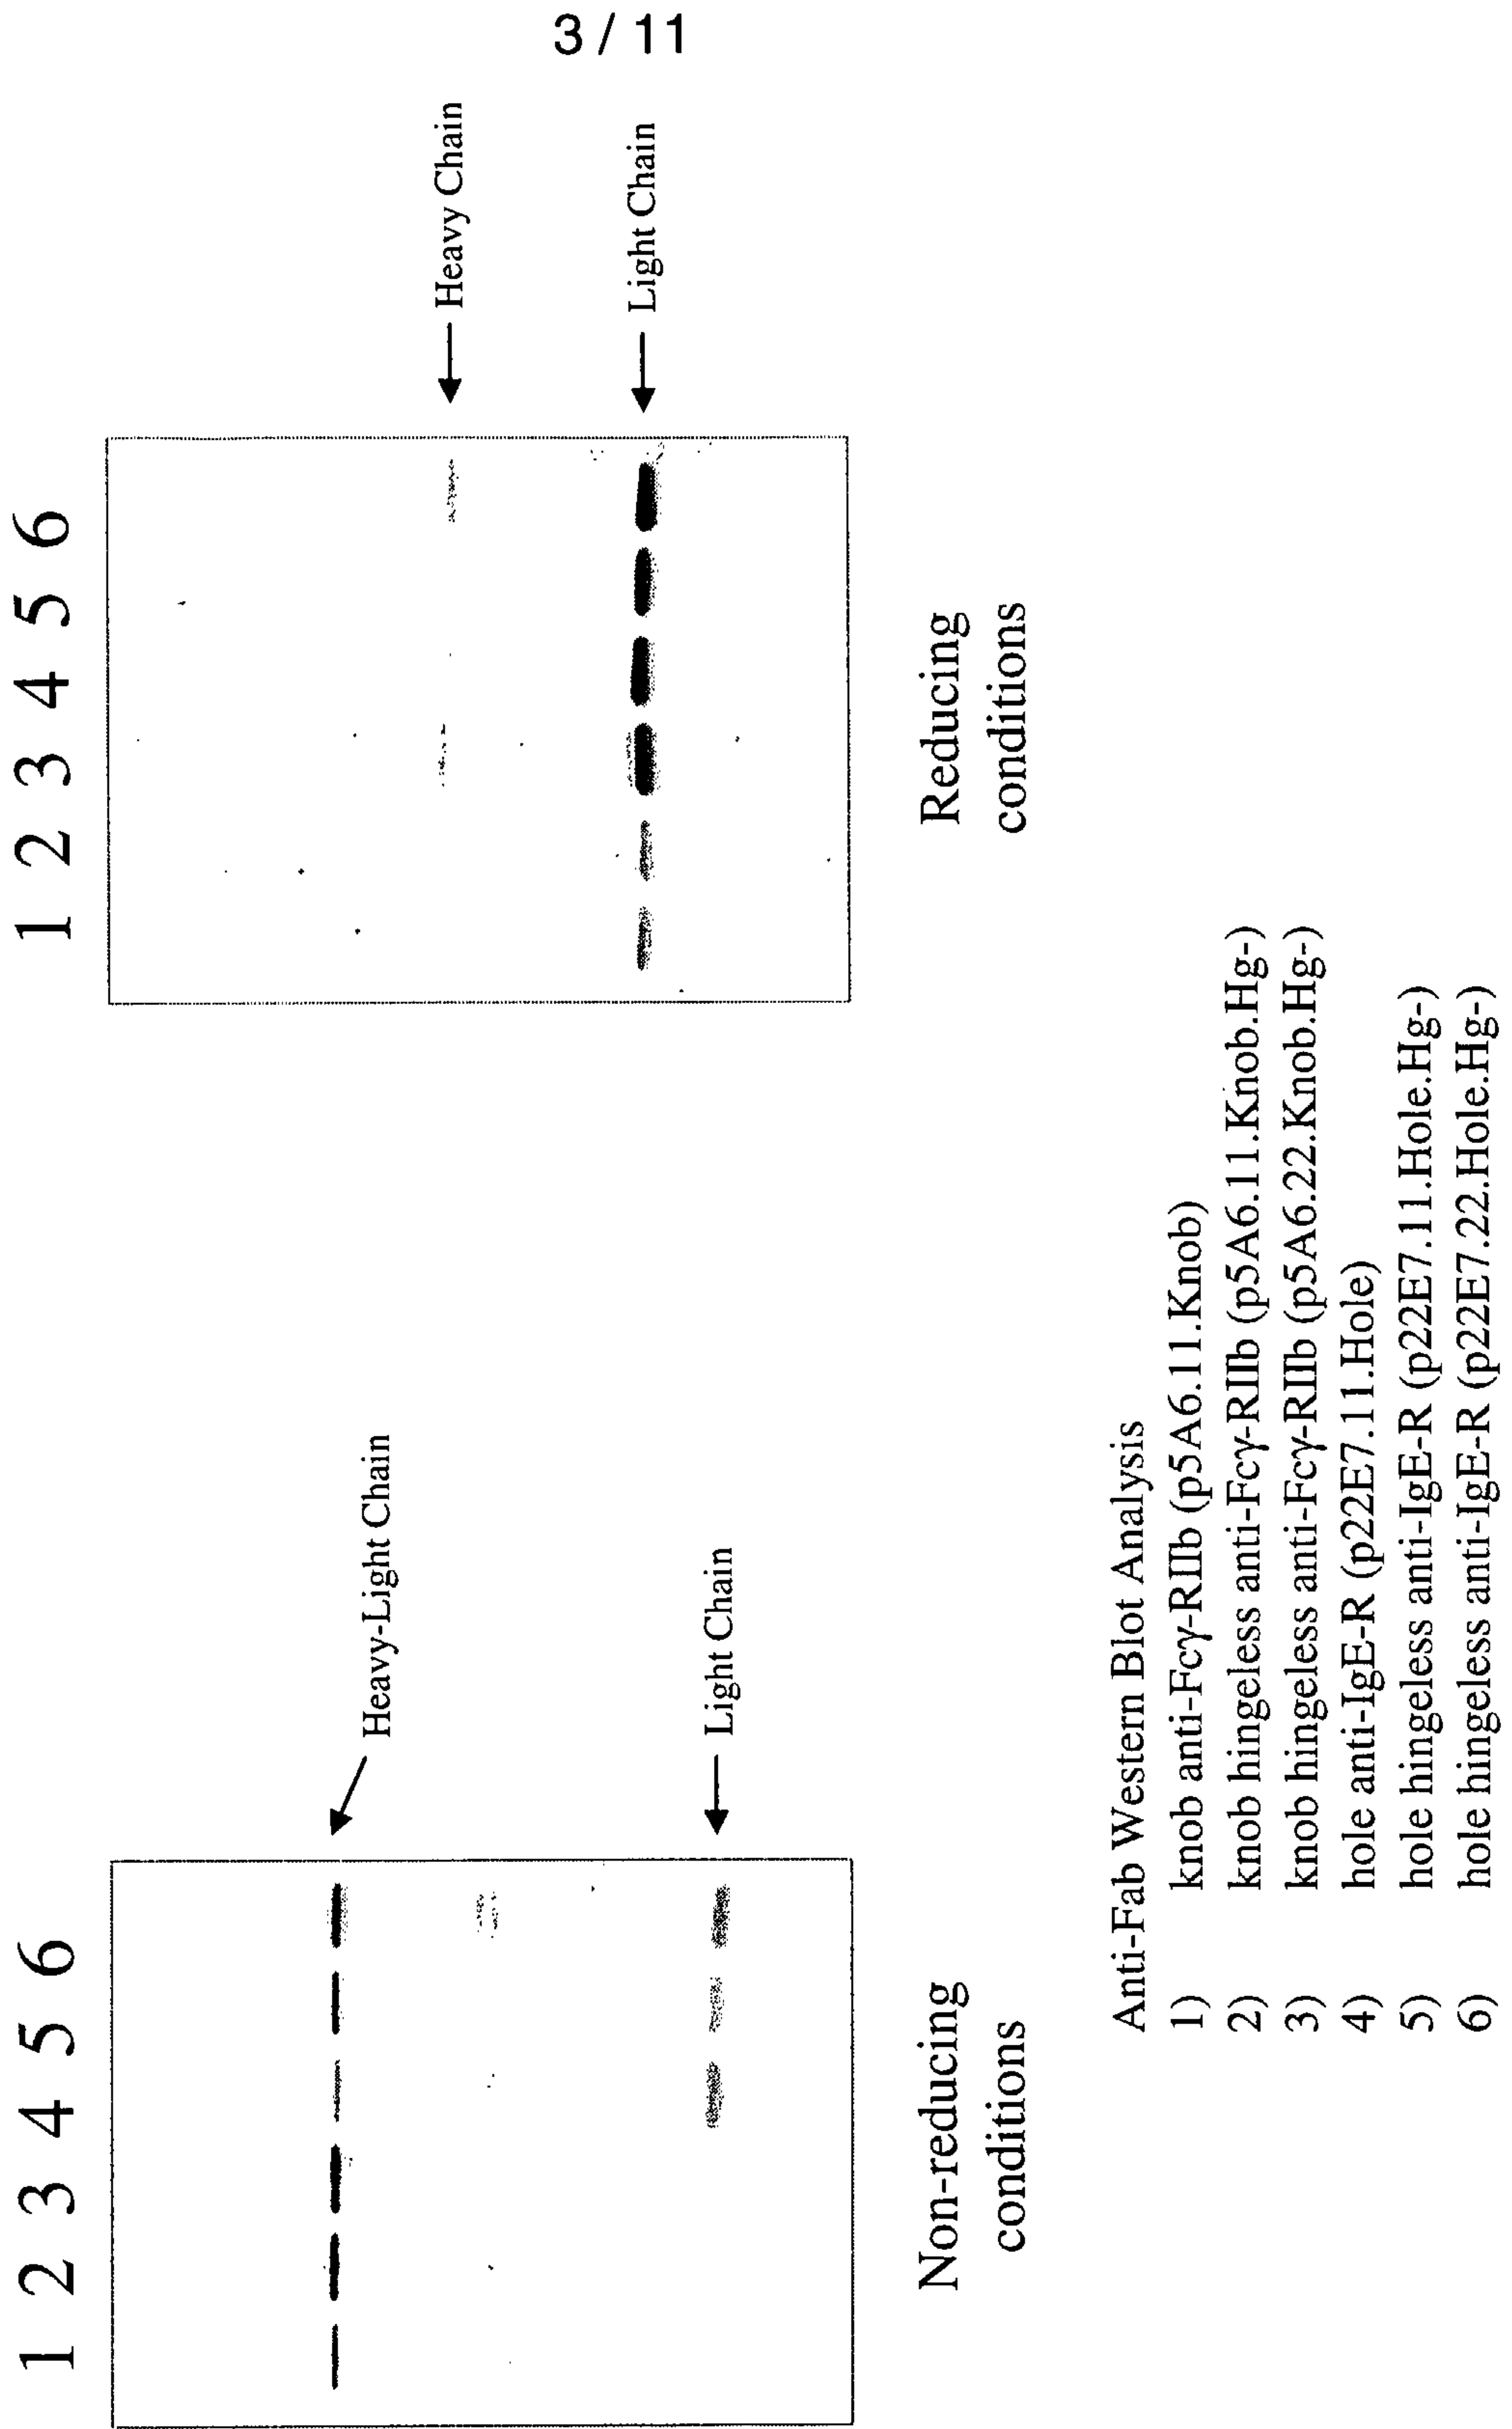 3 / 11
1 2 3 4 5 6
Heavy-Light Chain
Light Chain
Non-reducing
conditions
1 2 3 4 5 6
Heavy Chain
Light Chain
Reducing
conditions
Anti-Fab Western Blot Analysis
1) knob anti-Fcγ-RIIb (p5A6.11.Knob)
2) knob hingeless anti-Fcγ-RIIb (p5A6.11.Knob.Hg-)
3) knob hingeless anti-Fcγ-RIIb (p5A6.22.Knob.Hg-)
4) hole anti-IgE-R (p22E7.11.Hole)
5) hole hingeless anti-IgE-R (p22E7.11.Hole.Hg-)
6) hole hingeless anti-IgE-R (p22E7.22.Hole.Hg-)